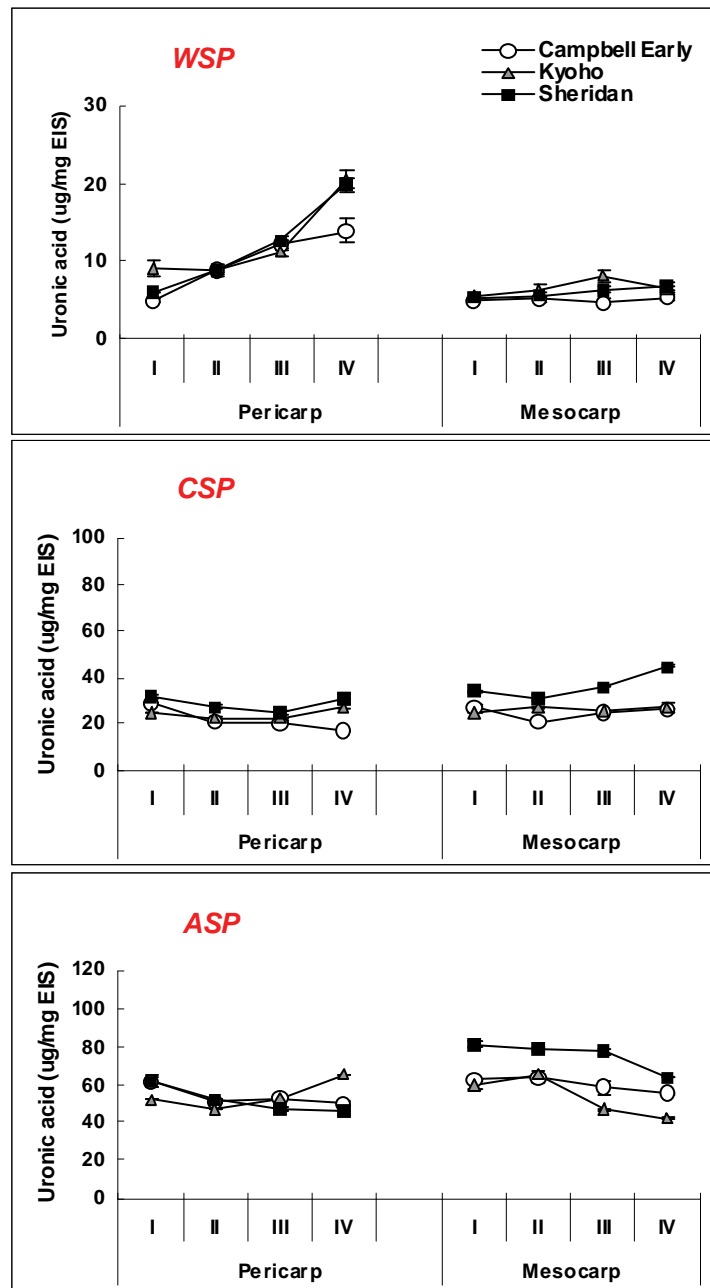 WSP
Campbell Early
Kyoho
Sheridan
Uronic acid (ug/mg EIS)
30
20
10
0
I II III IV I II III IV
Pericarp Mesocarp
CSP
Uronic acid (ug/mg EIS)
100
80
60
40
20
0
I II III IV I II III IV
Pericarp Mesocarp
ASP
Uronic acid (ug/mg EIS)
120
100
80
60
40
20
0
I II III IV I II III IV
Pericarp Mesocarp